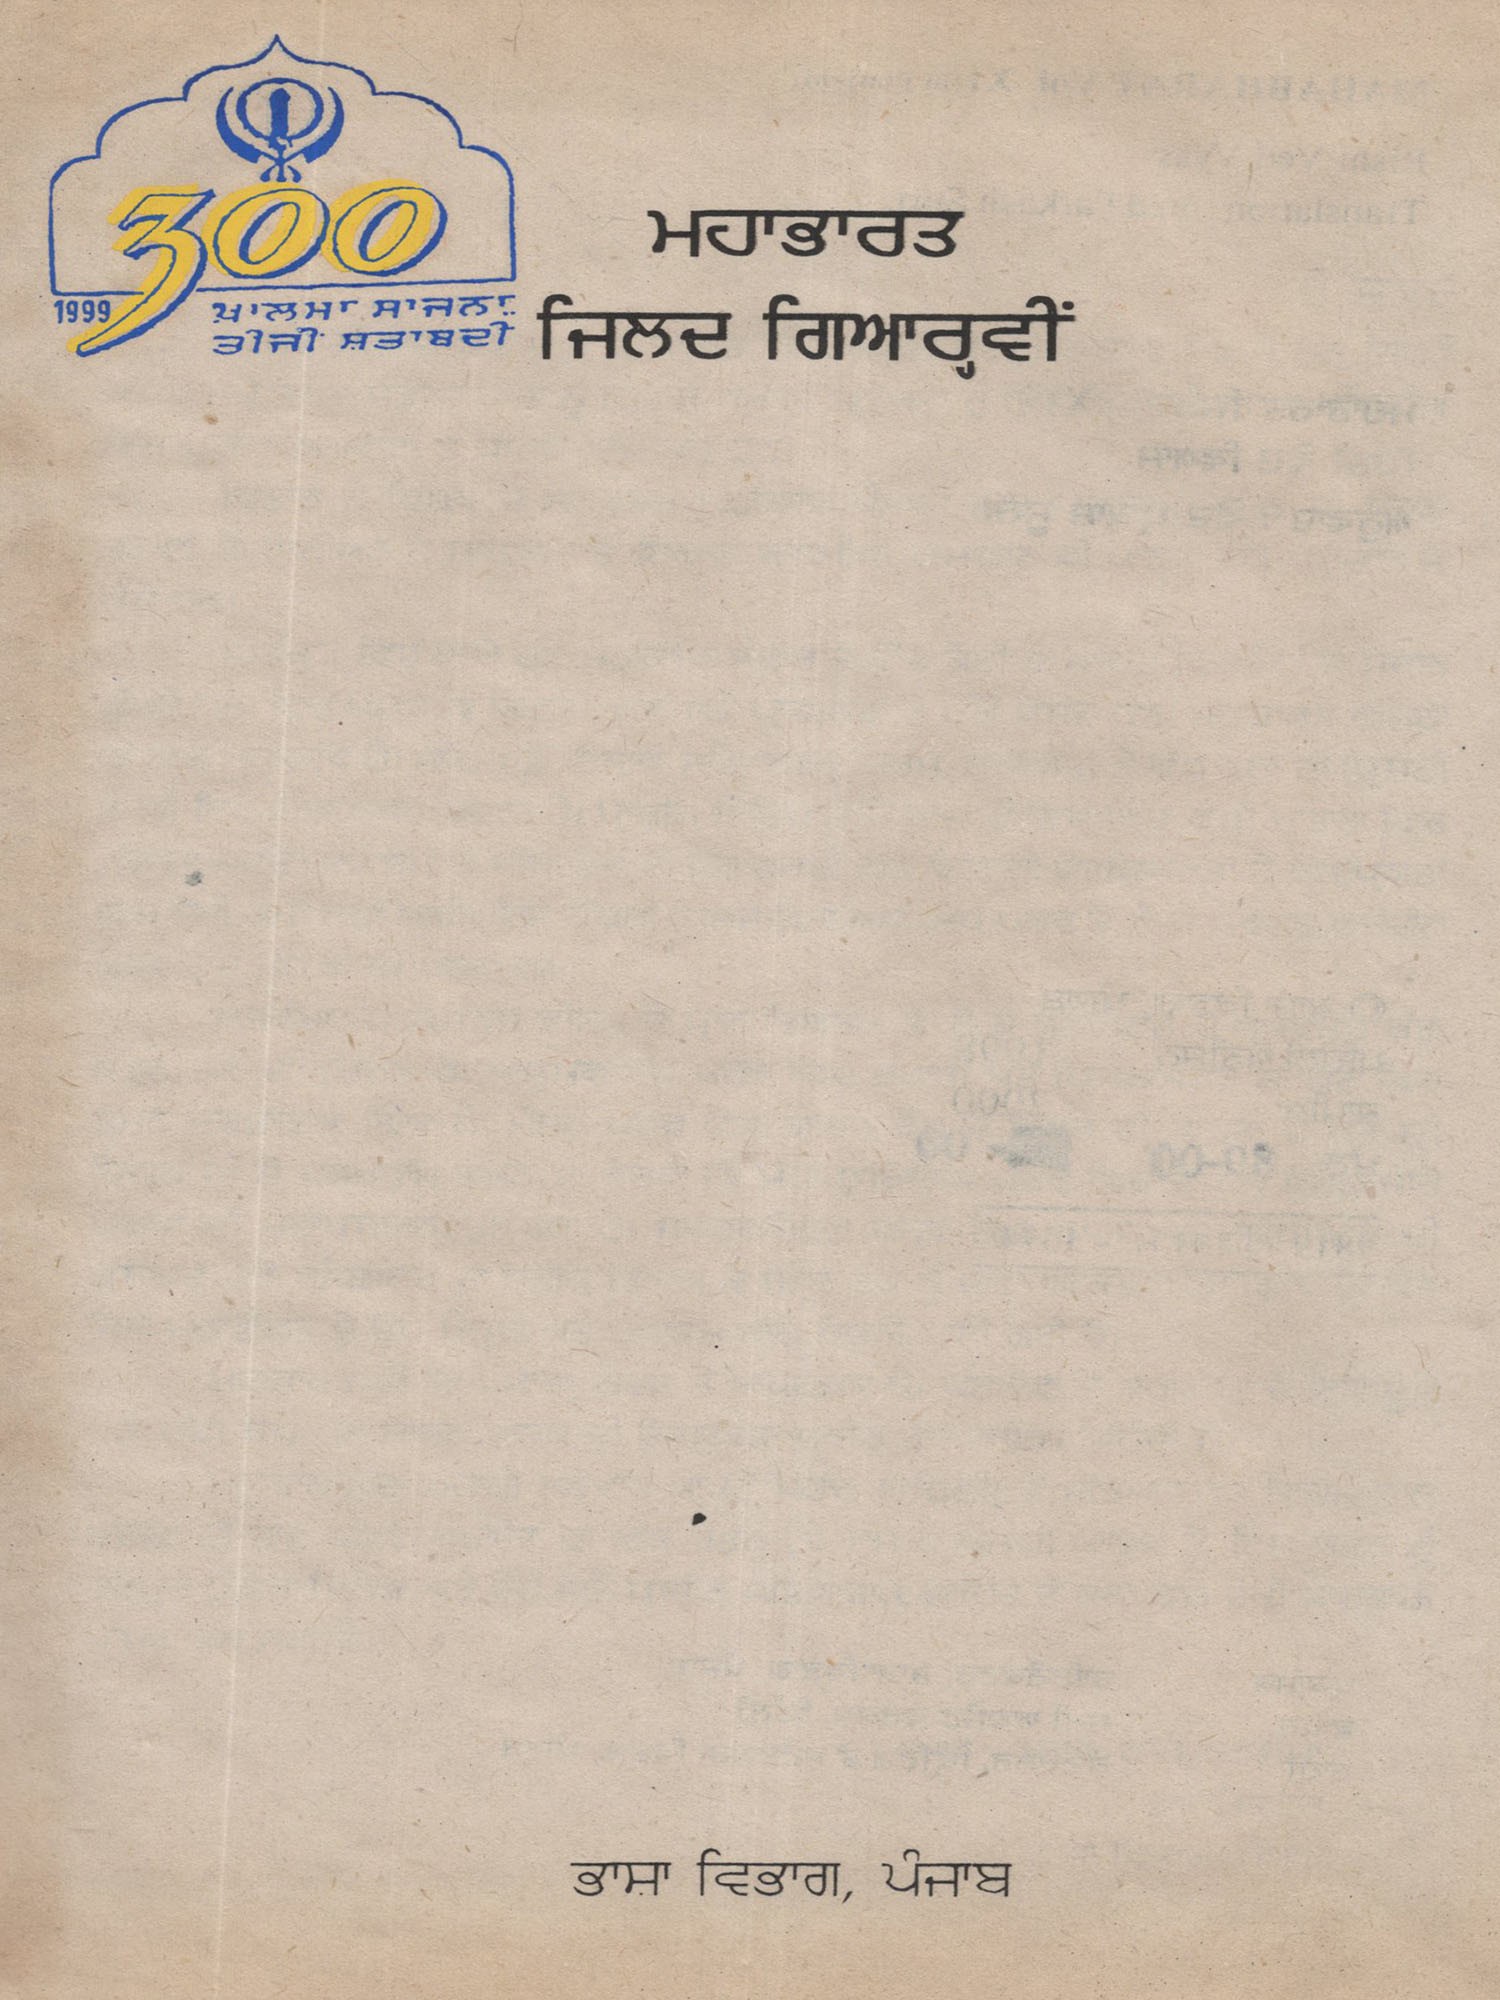 300
1999
ਖ਼ਾਲਸਾ ਸਾਜਨਾ
ਤੀਜੀ ਸ਼ਤਾਬਦੀ
ਮਹਾਭਾਰਤ
ਜਿਲਦ ਗਿਆਰ੍ਹਵੀਂ
ਭਾਸ਼ਾ ਵਿਭਾਗ, ਪੰਜਾਬ